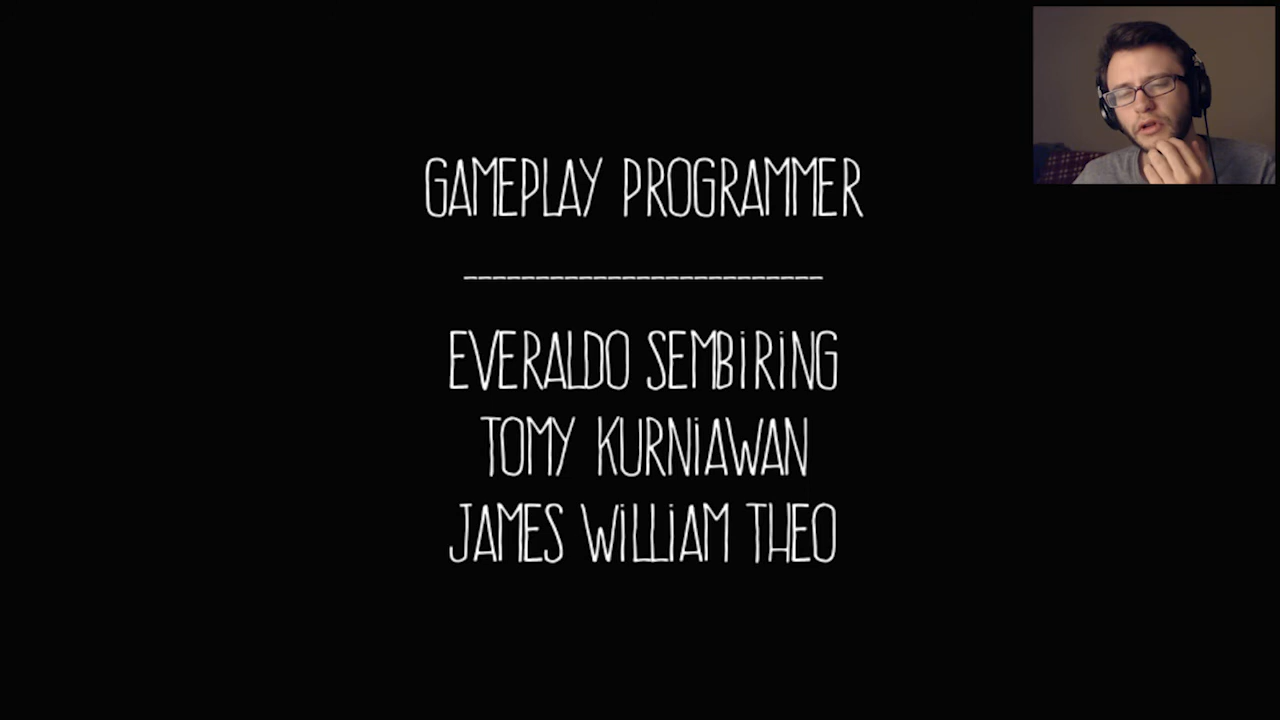 GAMEPLAY PROGRAMMER
-------------------------
EVERALDO SEMBiRiNG
TOMY KURNiAWAN
JAMES WiLLiAM THEO